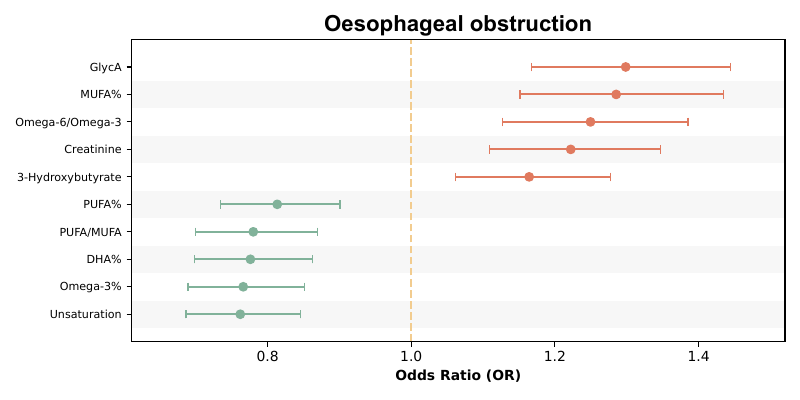 Oesophageal obstruction
GlycA
MUFA%
Omega-6/Omega-3
Creatinine
3-Hydroxybutyrate
PUFA%
PUFA/MUFA
DHA%
Omega-3%
Unsaturation
0.8 1.0 1.2 1.4
Odds Ratio (OR)